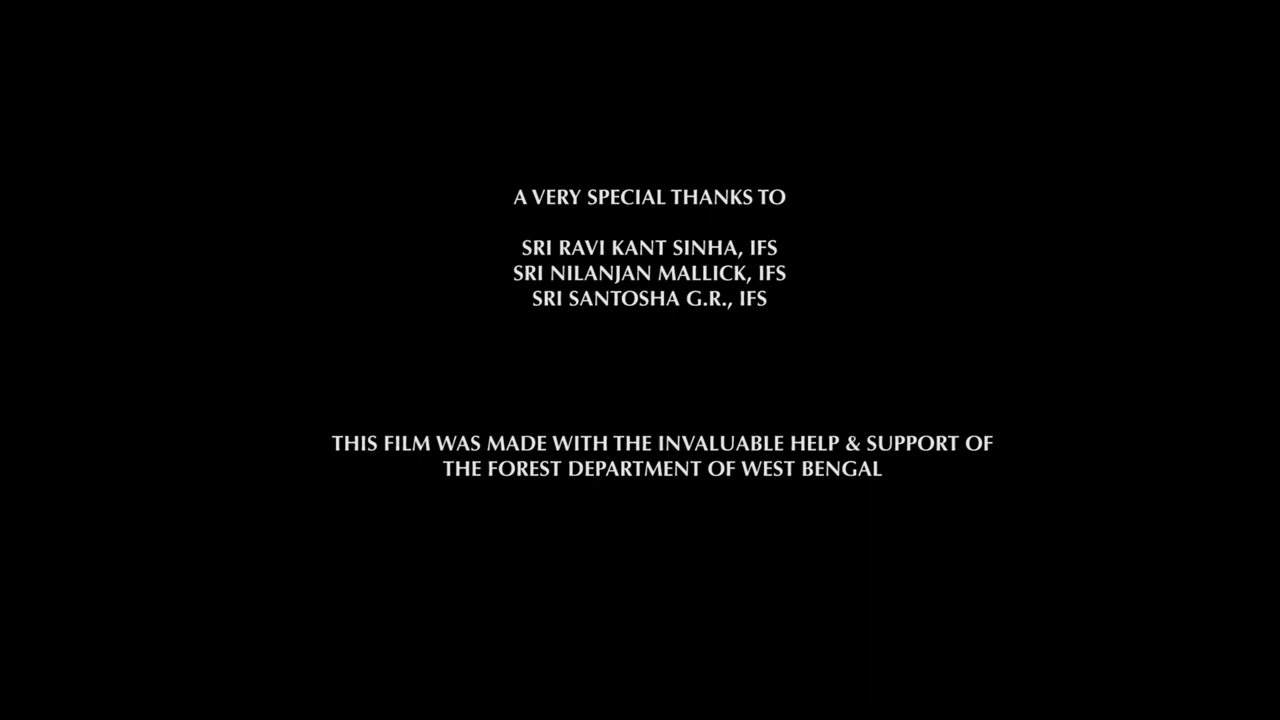 A VERY SPECIAL THANKS TO
SRI RAVI KANT SINHA, IFS
SRI NILANJAN MALLICK, IFS
SRI SANTOSHA G.R., IFS
THIS FILM WAS MADE WITH THE INVALUABLE HELP & SUPPORT OF
THE FOREST DEPARTMENT OF WEST BENGAL